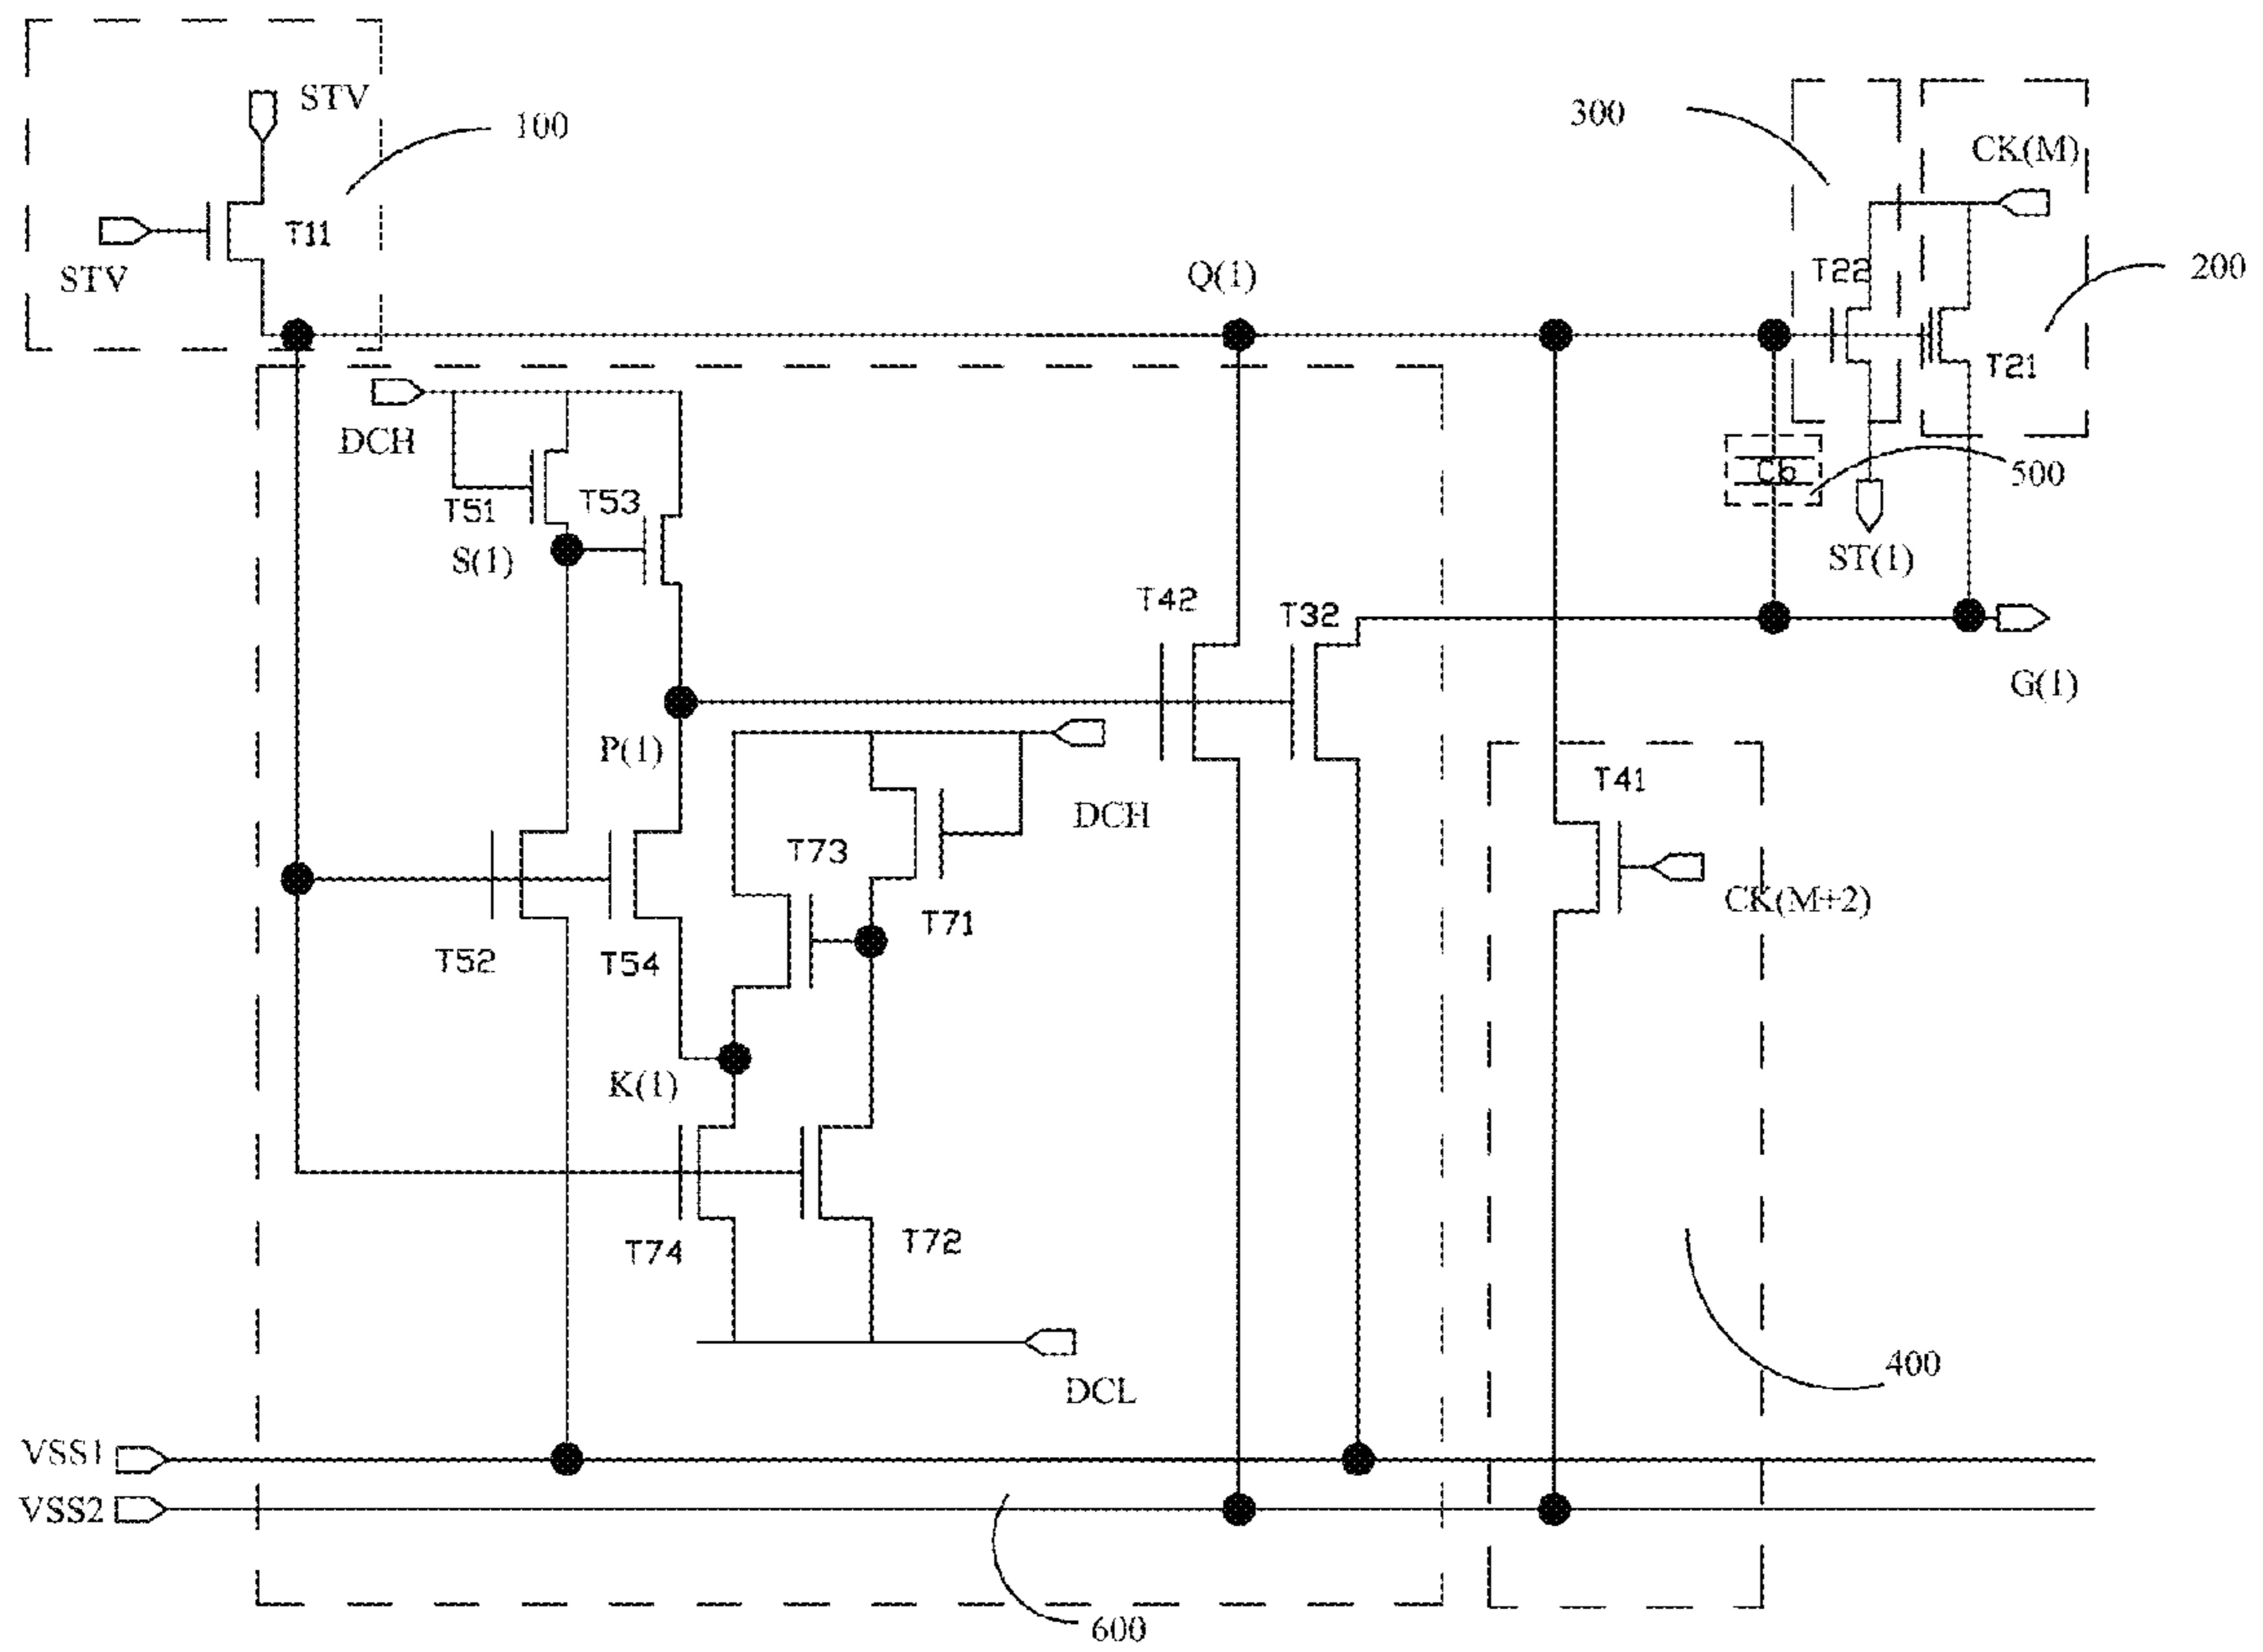 STV
100
300
CK(M)
T11
STV
Q(1)
T22
200
T21
DCH
T51
T53
Cb
500
S(1)
ST(1)
T42
T32
G(1)
P(1)
T41
DCH
T73
CK(M+2)
T71
T52
T54
K(1)
T74
T72
400
DCL
VSS1
VSS2
600